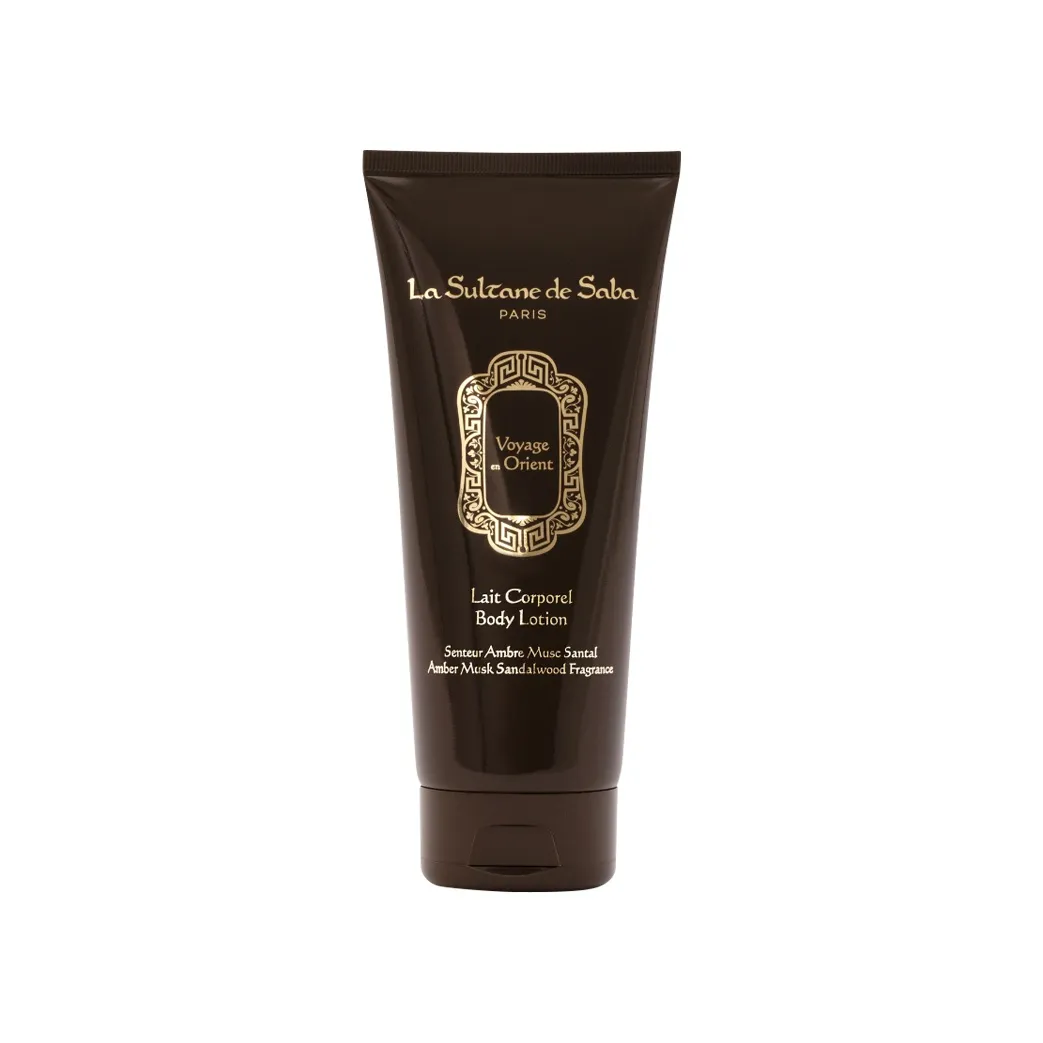 La Sultane de Saba
PARIS
Voyage
en Orient
Lait Corporel
Body Lotion
Senteur Ambre Musc Santal
Amber Musk Sandalwood Fragrance